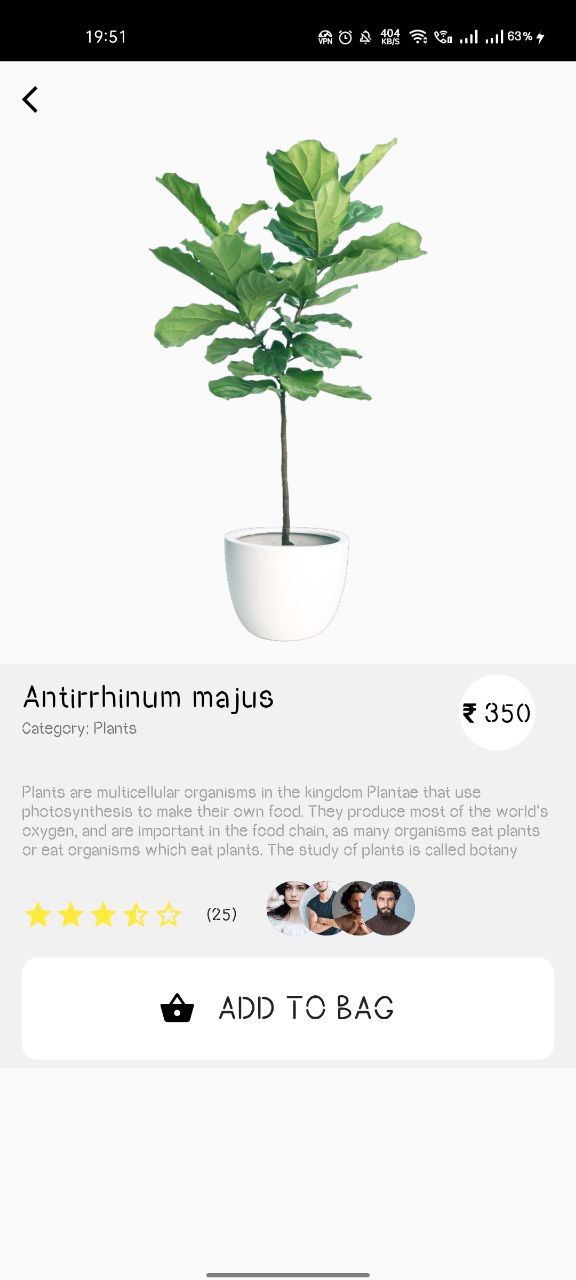 19:51
VPN 404 KB/S 63%
Antirrhinum majus
₹ 350
Category: Plants
Plants are multicellular organisms in the kingdom Plantae that use
photosynthesis to make their own food. They produce most of the world's
oxygen, and are important in the food chain, as many organisms eat plants
or eat organisms which eat plants. The study of plants is called botany
(25)
ADD TO BAG